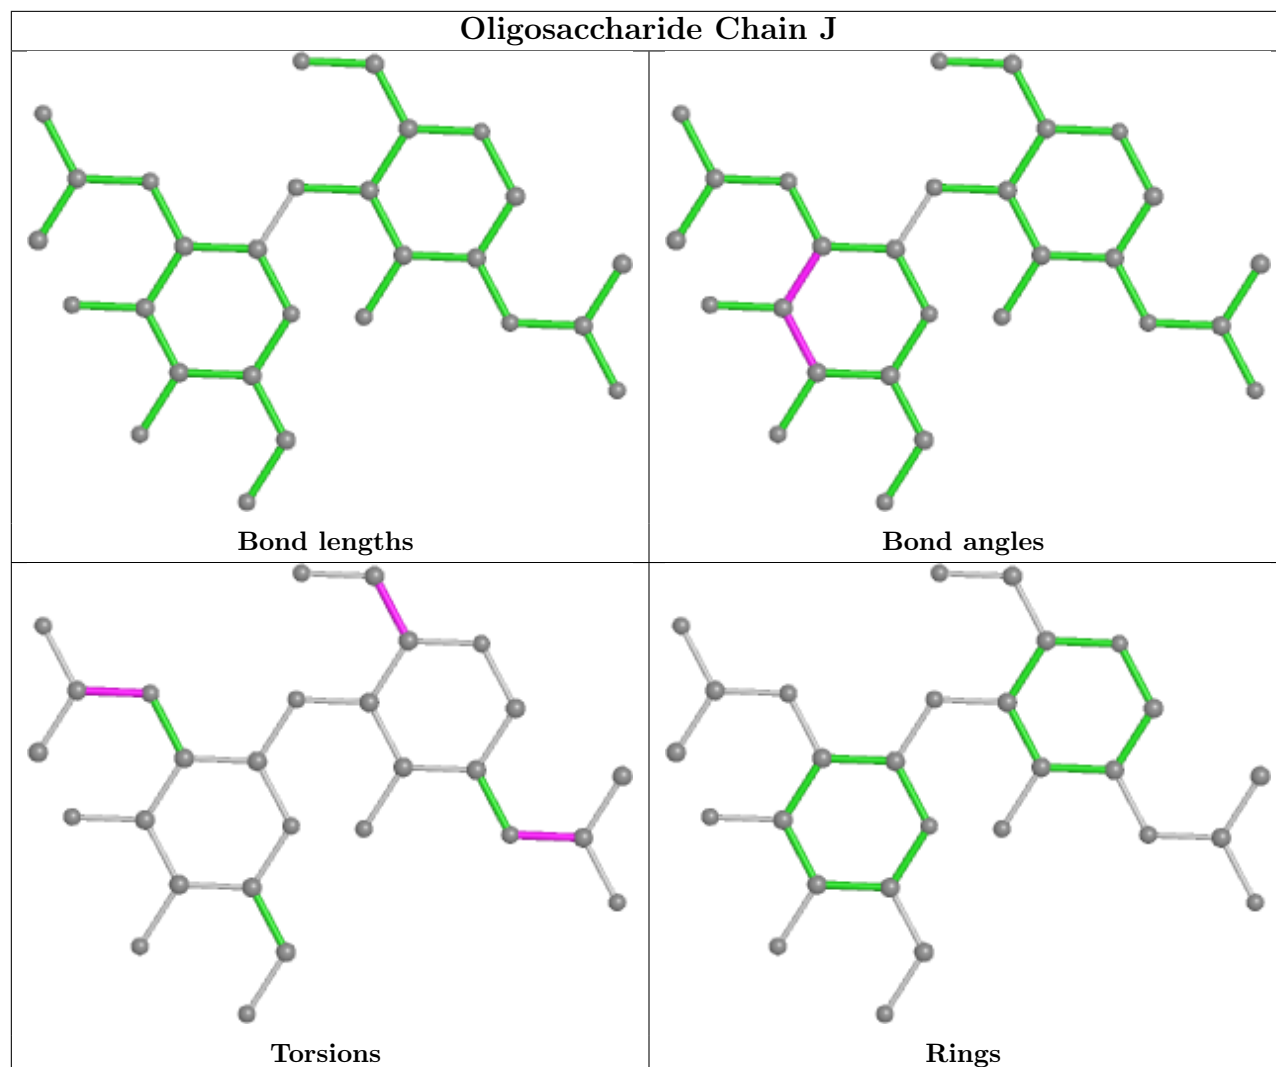 Oligosaccharide Chain J
Bond lengths
Bond angles
Torsions
Rings